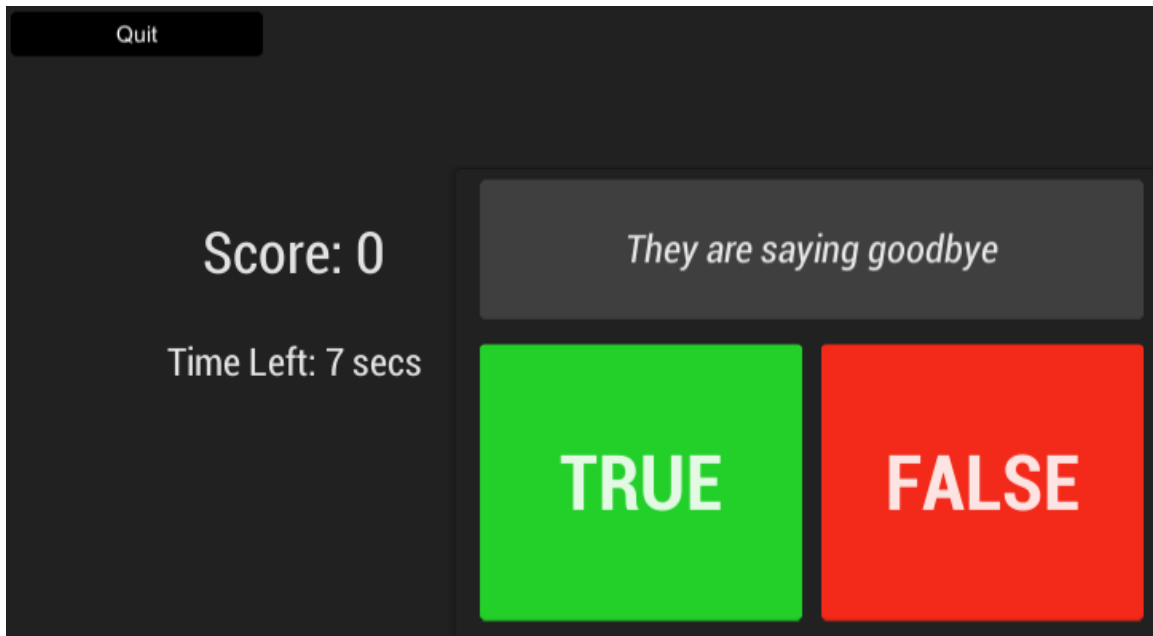 Quit
Score: 0
Time Left: 7 secs
They are saying goodbye
TRUE
FALSE